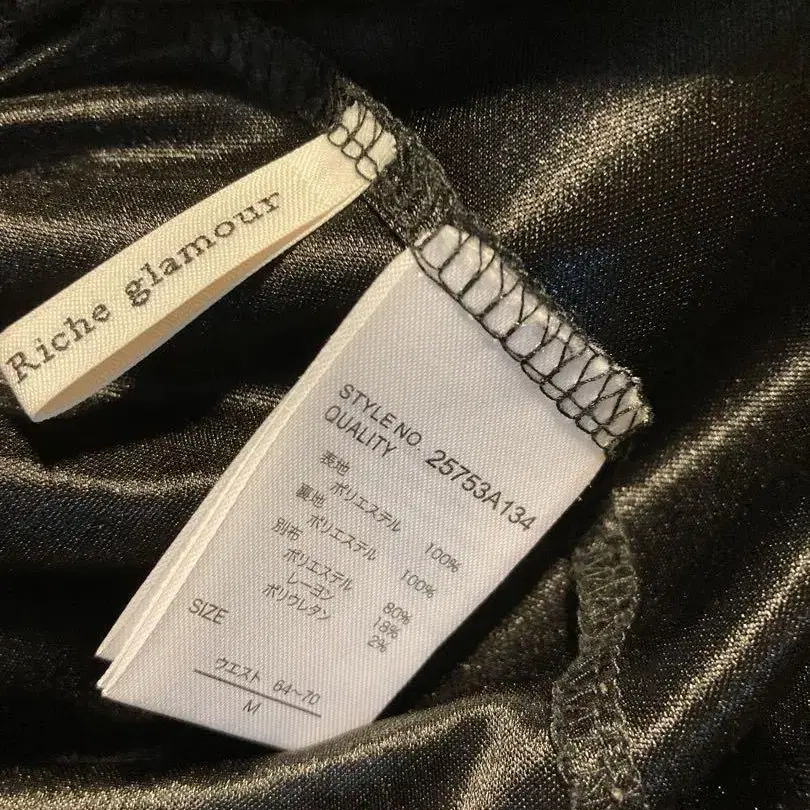 Riche glamour
STYLE NO. 25753A134
QUALITY
表地
ポリエステル 100%
裏地
ポリエステル 100%
別布
ポリエステル 80%
レーヨン 18%
ポリウレタン 2%
SIZE
ウエスト 64~70
M